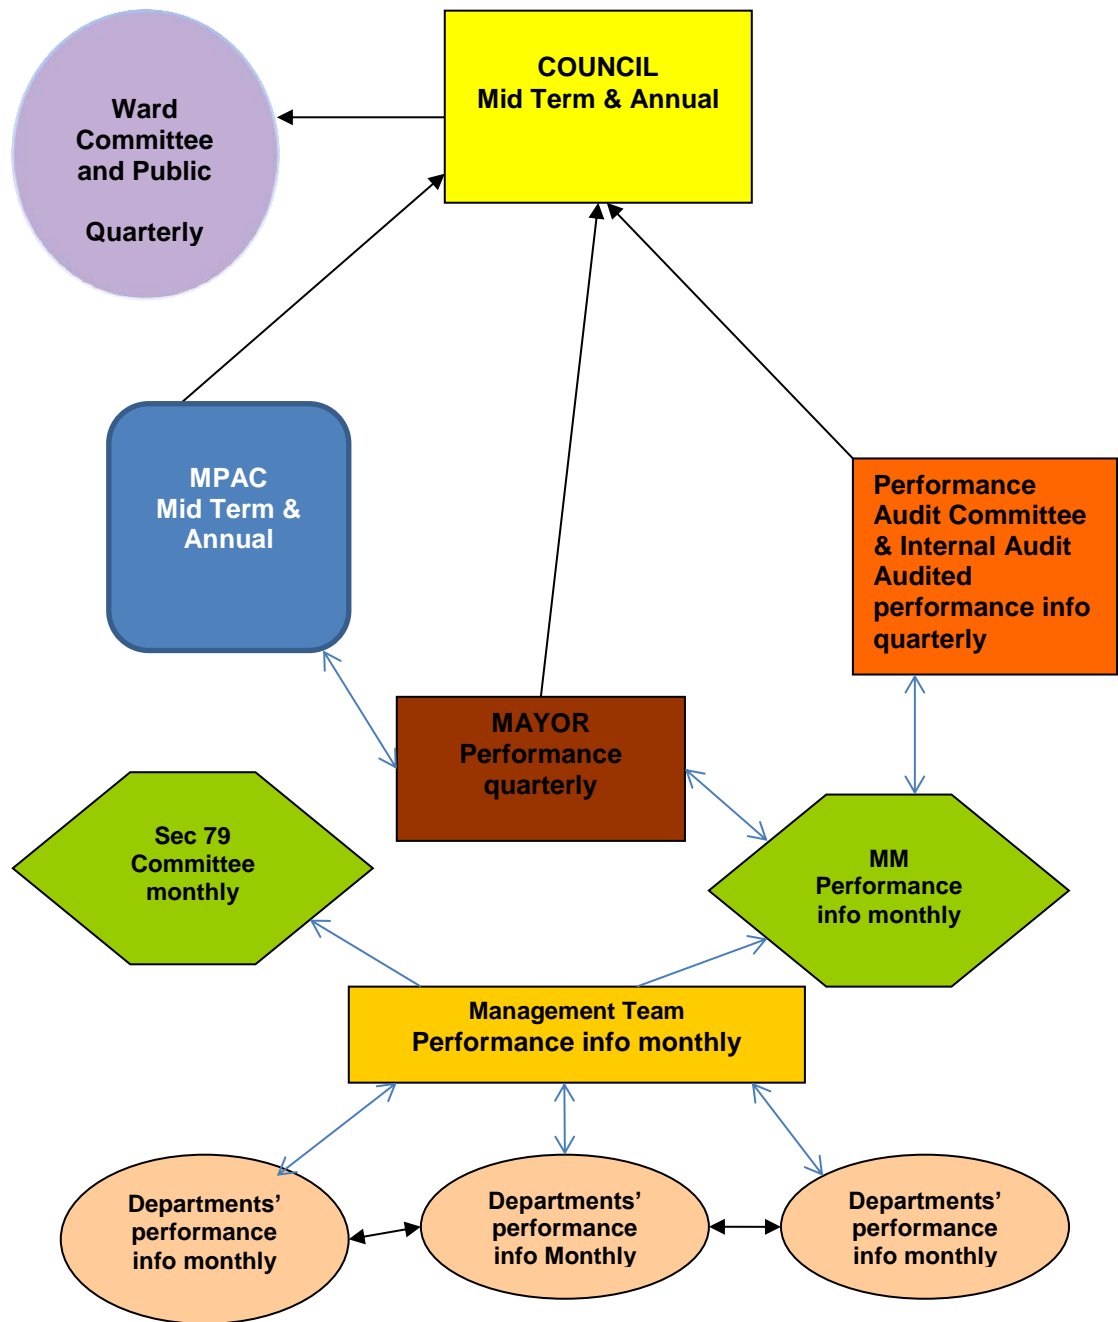 COUNCIL
Mid Term & Annual
Ward
Committee
and Public
Quarterly
MPAC
Mid Term &
Annual
Performance
Audit Committee
& Internal Audit
Audited
performance info
quarterly
MAYOR
Performance
quarterly
Sec 79
Committee
monthly
MM
Performance
info monthly
Management Team
Performance info monthly
Departments’
performance
info monthly
Departments’
performance
info Monthly
Departments’
performance
info monthly